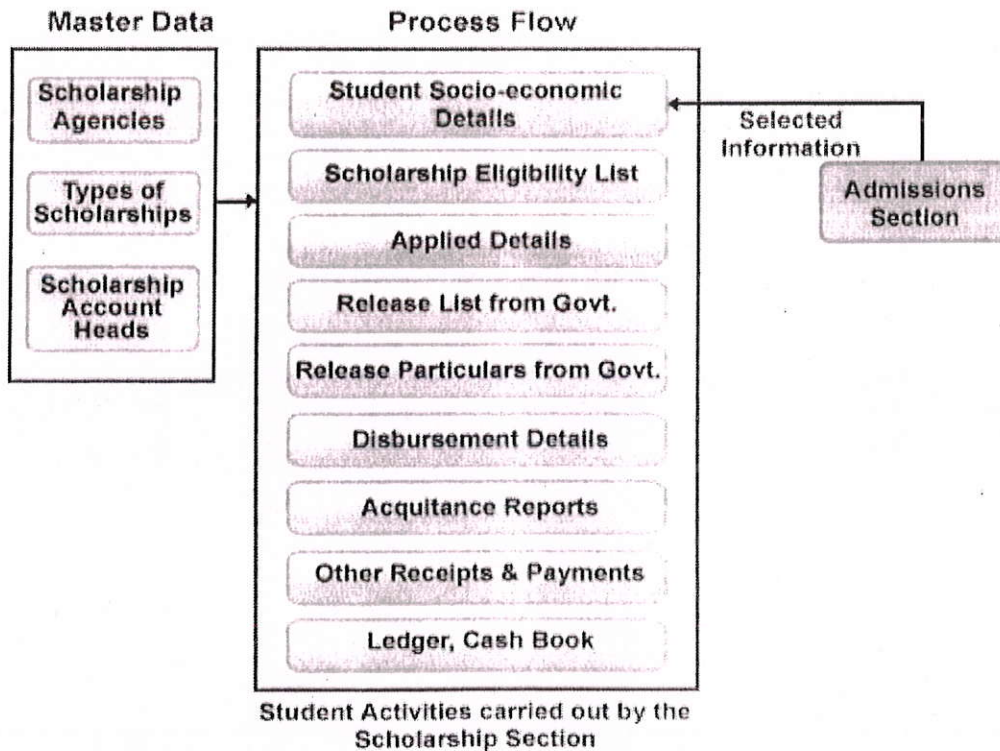 Master Data
Scholarship
Agencies
Types of
Scholarships
Scholarship
Account
Heads
Process Flow
Student Socio-economic
Details
Scholarship Eligibility List
Applied Details
Release List from Govt.
Release Particulars from Govt.
Disbursement Details
Acquitance Reports
Other Receipts & Payments
Ledger, Cash Book
Student Activities carried out by the
Scholarship Section
Selected
Information
Admissions
Section